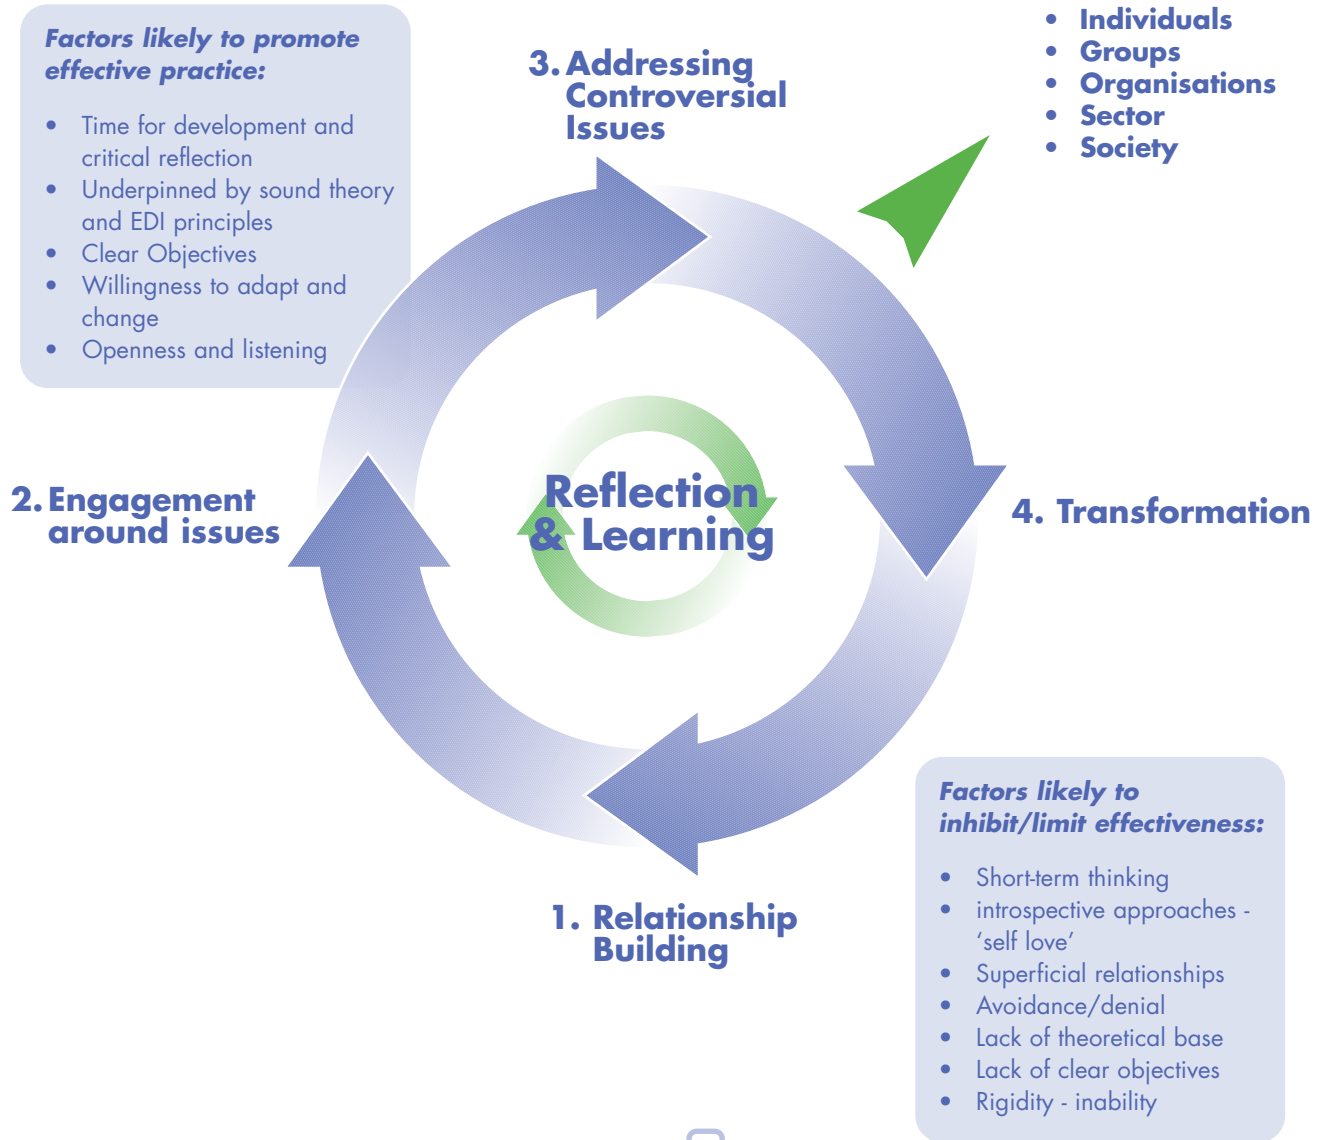 Factors likely to promote
effective practice:
• Time for development and
critical reflection
• Underpinned by sound theory
and EDI principles
• Clear Objectives
• Willingness to adapt and
change
• Openness and listening
3. Addressing
Controversial
Issues
• Individuals
• Groups
• Organisations
• Sector
• Society
2. Engagement
around issues
Reflection
& Learning
4. Transformation
1. Relationship
Building
Factors likely to
inhibit/limit effectiveness:
• Short-term thinking
• introspective approaches -
‘self love’
• Superficial relationships
• Avoidance/denial
• Lack of theoretical base
• Lack of clear objectives
• Rigidity - inability